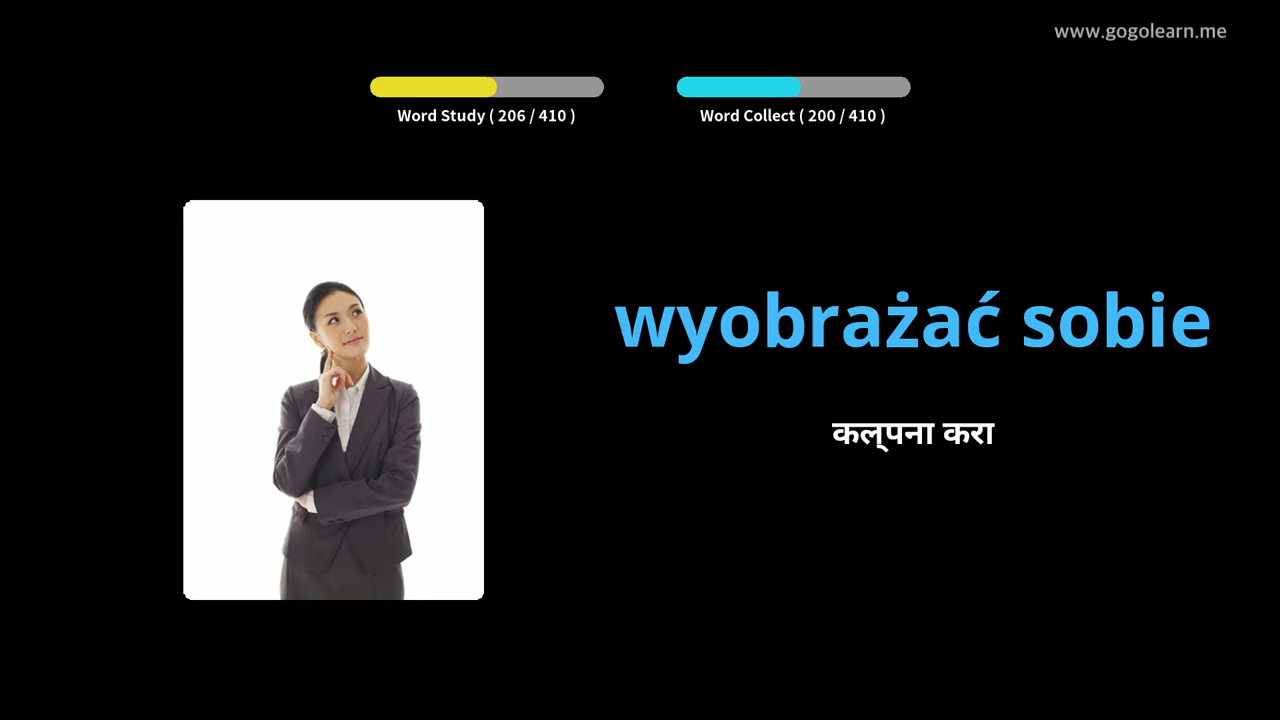 www.gogolearn.me
Word Study ( 206 / 410 )
Word Collect ( 200 / 410 )
wyobrażać sobie
कल्पना करा